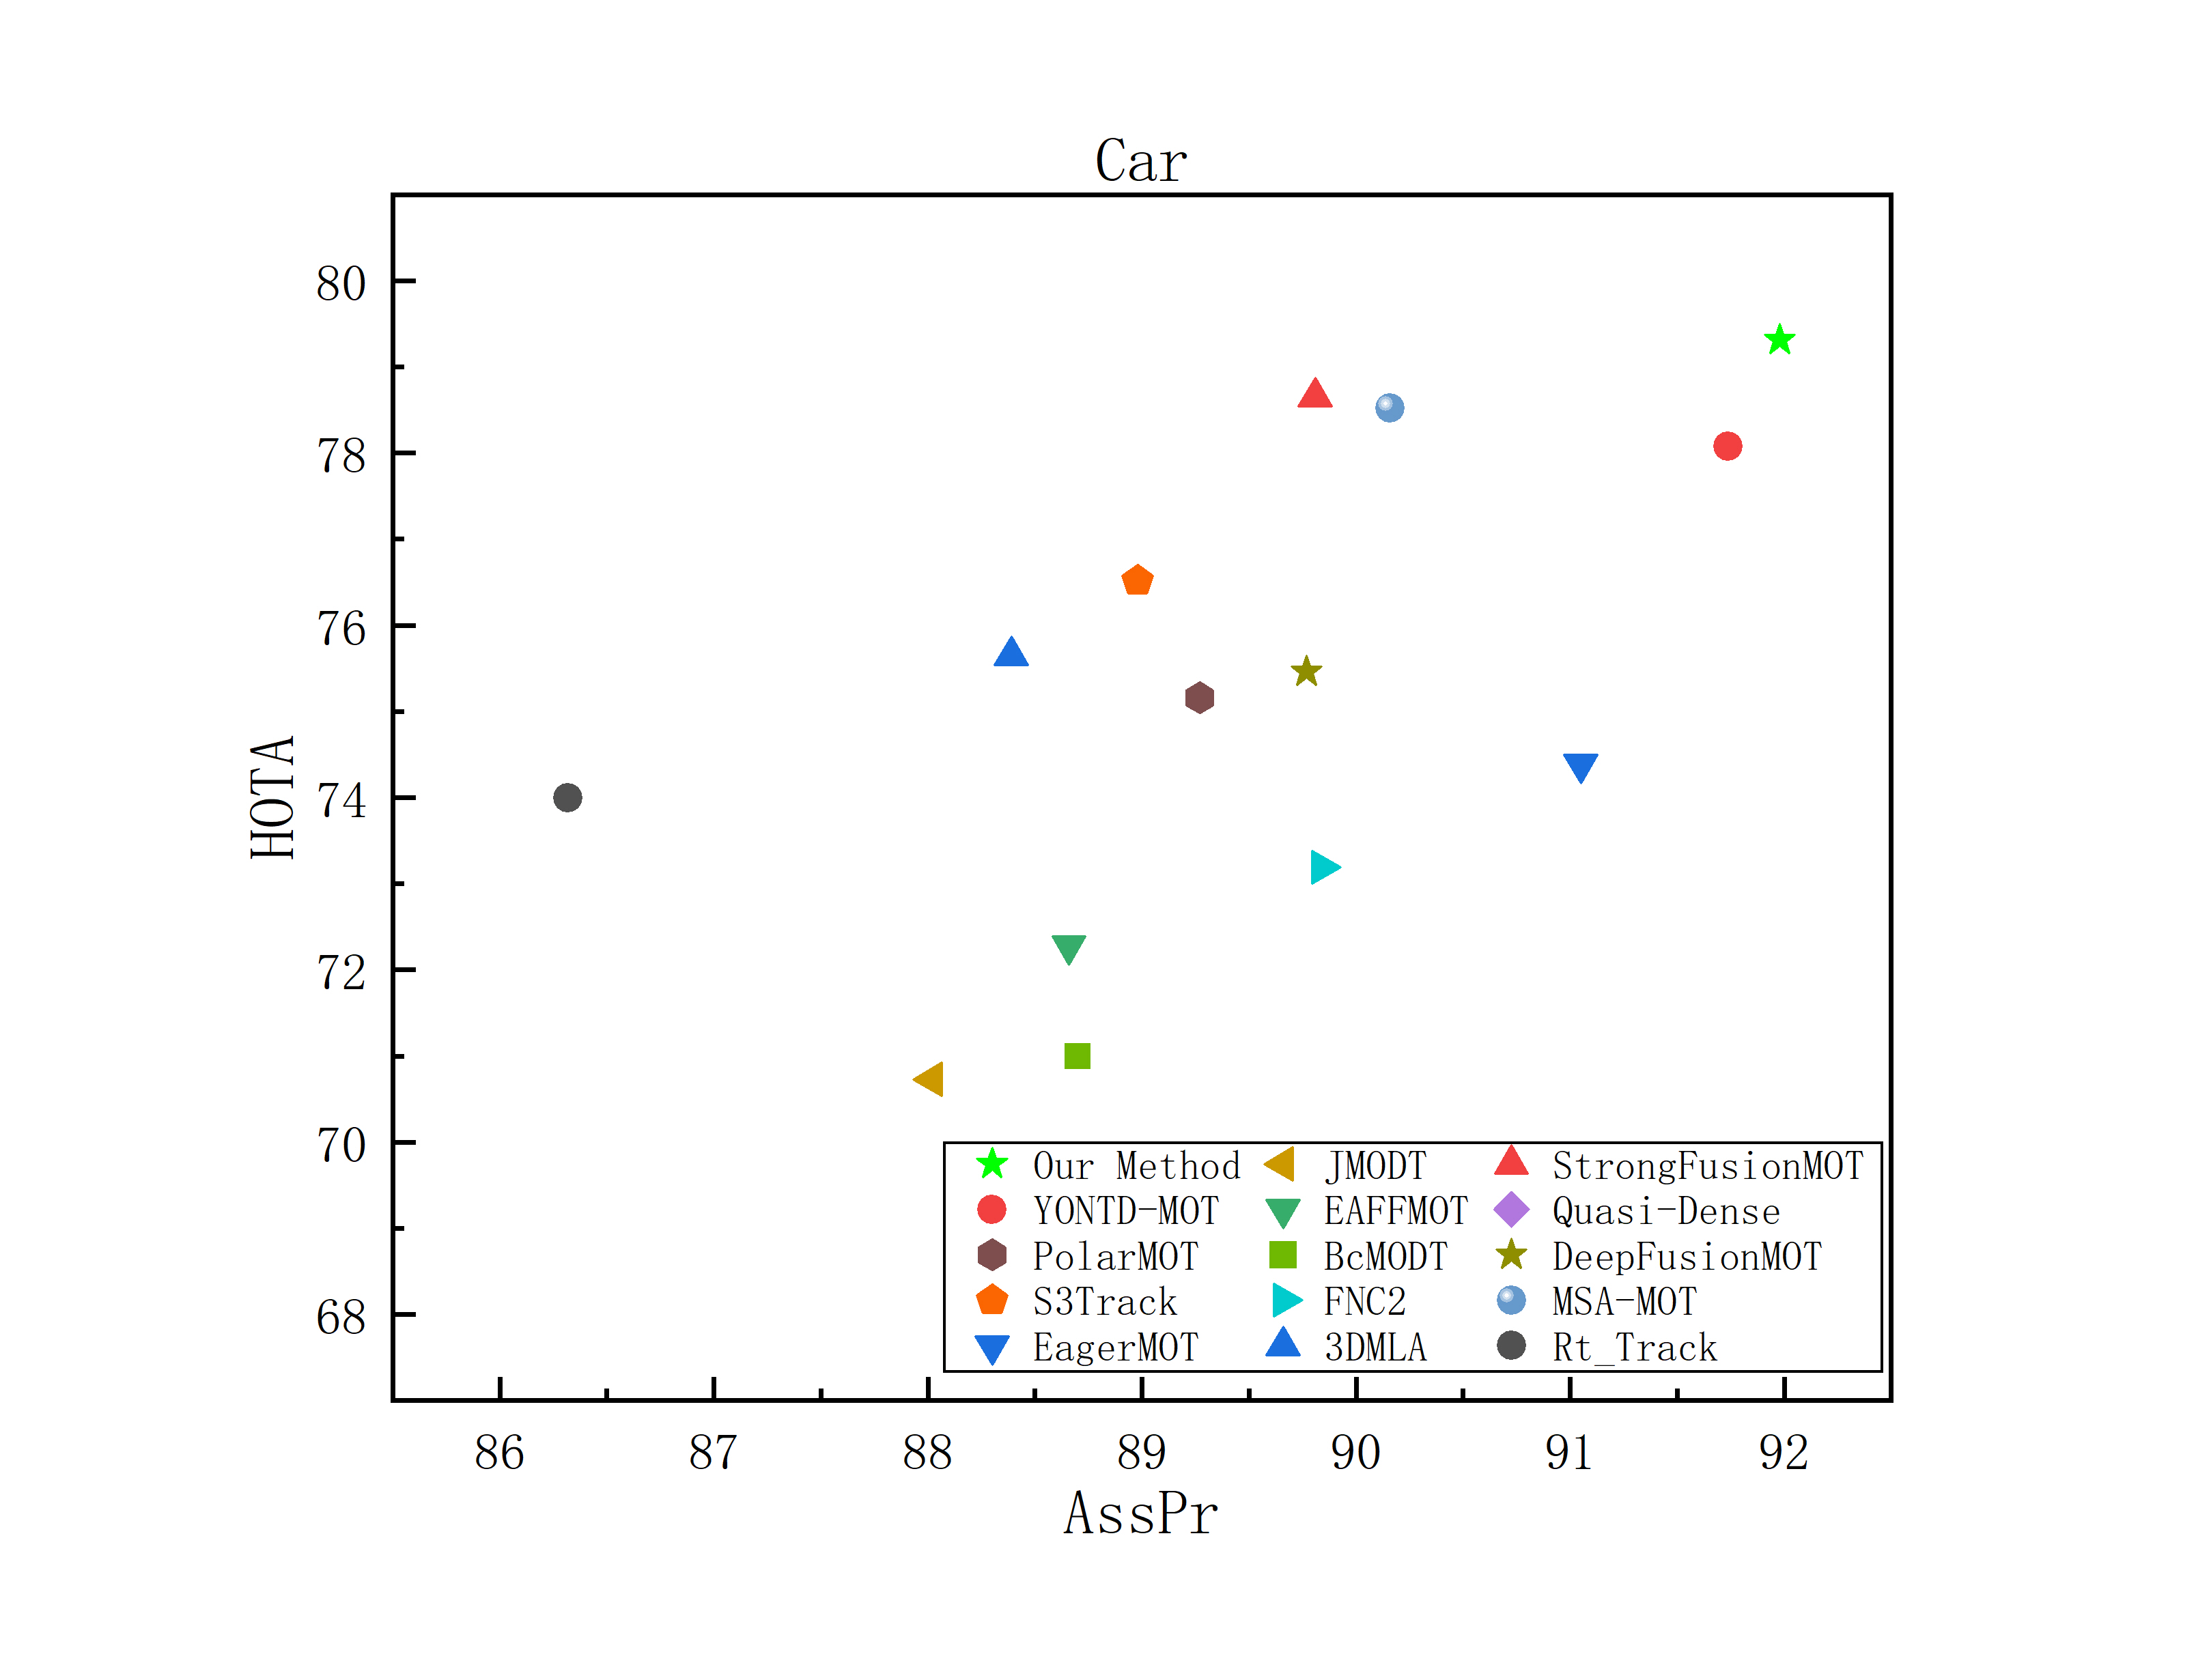 Car
80
78
76
74
72
70
68
HOTA
Our Method JMODT StrongFusionMOT
YONTD-MOT EAFFMOT Quasi-Dense
PolarMOT BcMODT DeepFusionMOT
S3Track FNC2 MSA-MOT
EagerMOT 3DMLA Rt_Track
86 87 88 89 90 91 92
AssPr